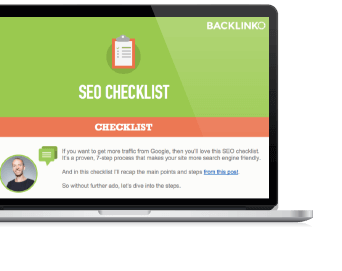 BACKLINKO
SEO CHECKLIST
CHECKLIST
If you want to get more traffic from Google, then you'll love this SEO checklist.
It's a proven, 7-step process that makes your site more search engine friendly.
And in this checklist I'll recap the main points and steps from this post.
So without further ado, let's dive into the steps.